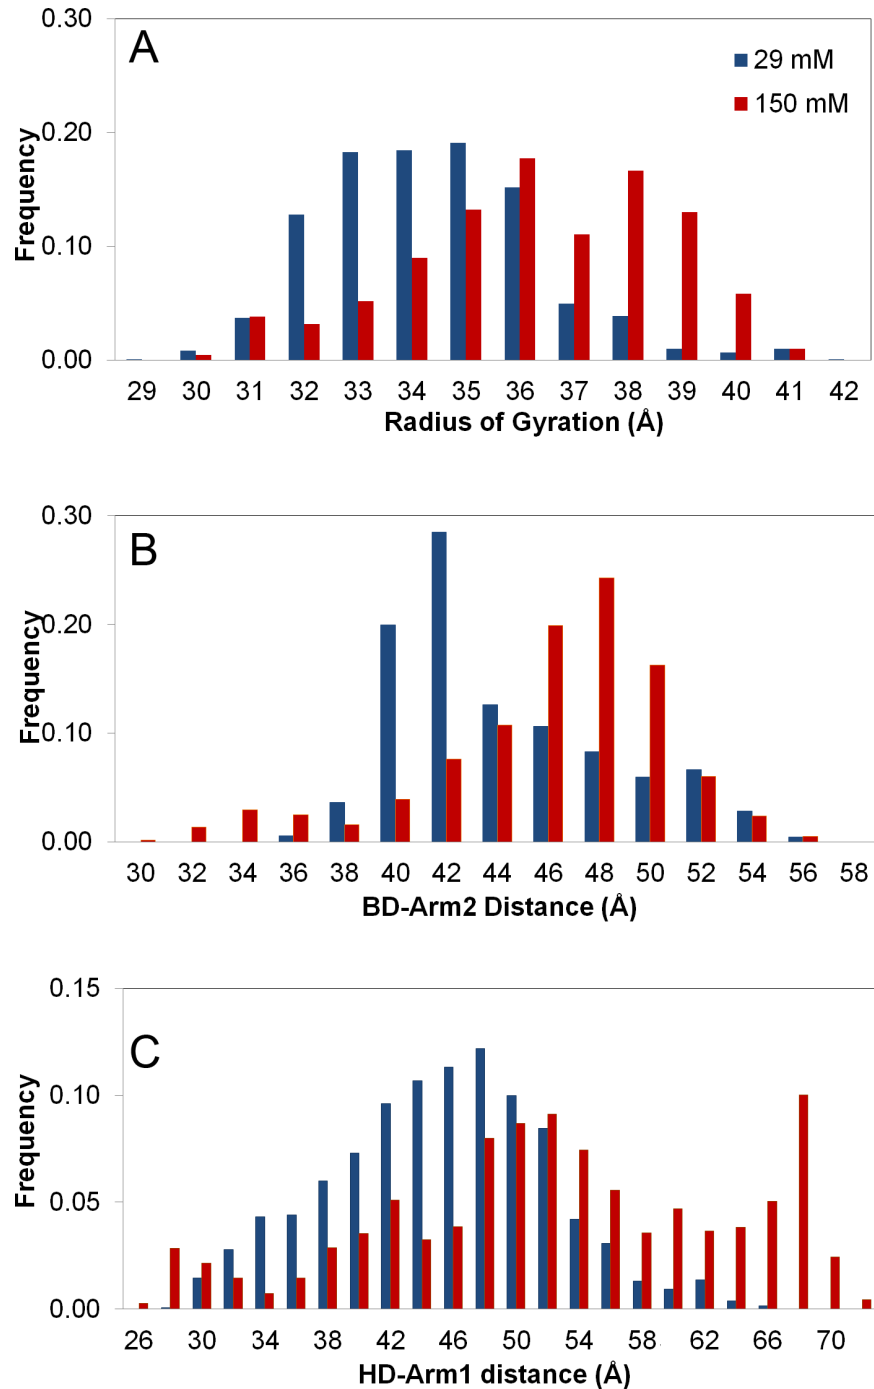 A
29 mM
150 mM
0.30
0.20
0.10
0.00
Frequency
29 30 31 32 33 34 35 36 37 38 39 40 41 42
Radius of Gyration (Å)
B
0.30
0.20
0.10
0.00
Frequency
30 32 34 36 38 40 42 44 46 48 50 52 54 56 58
BD-Arm2 Distance (Å)
C
0.15
0.10
0.05
0.00
Frequency
26 30 34 38 42 46 50 54 58 62 66 70
HD-Arm1 distance (Å)